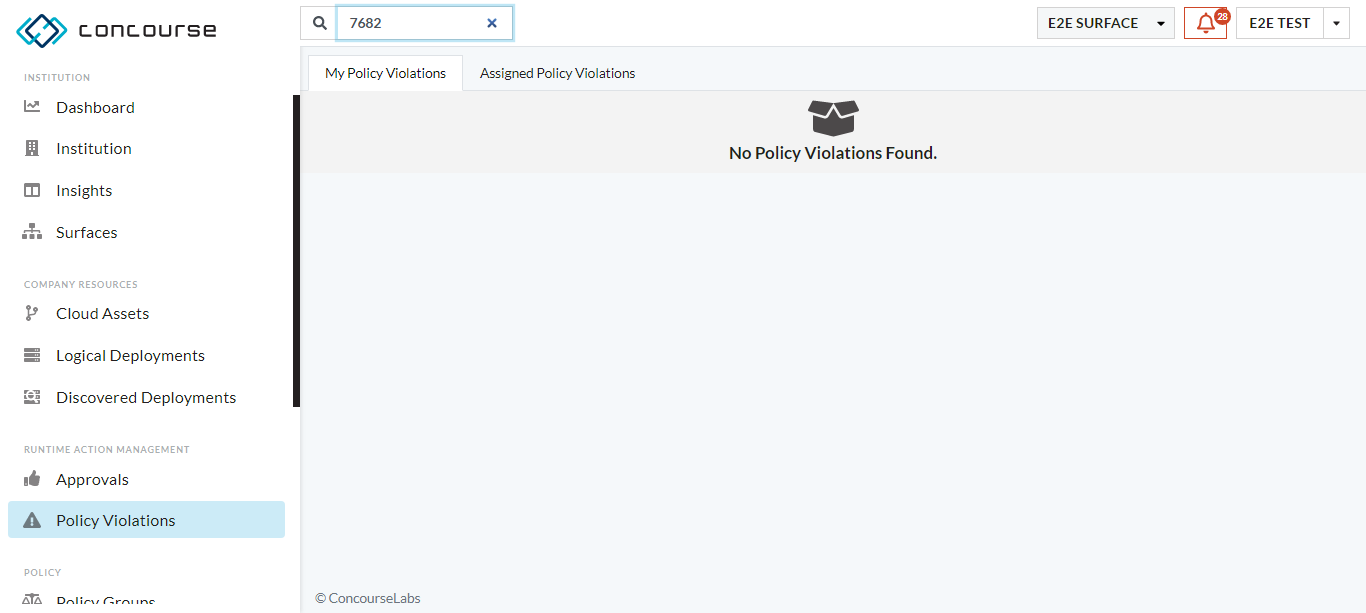 concourse
7682
E2E SURFACE
28
E2E TEST
INSTITUTION
Dashboard
Institution
Insights
Surfaces
COMPANY RESOURCES
Cloud Assets
Logical Deployments
Discovered Deployments
RUNTIME ACTION MANAGEMENT
Approvals
Policy Violations
POLICY
Policy Groups
My Policy Violations
Assigned Policy Violations
No Policy Violations Found.
© ConcourseLabs